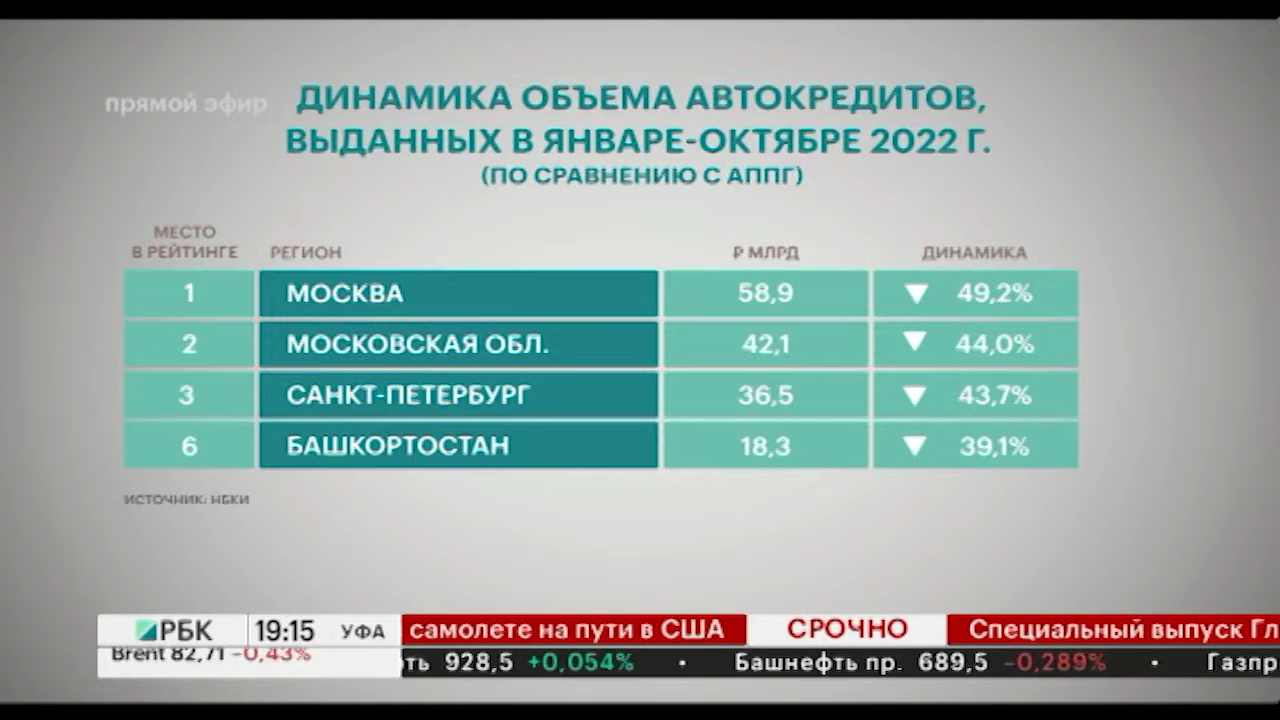 прямой эфир
ДИНАМИКА ОБЪЕМА АВТОКРЕДИТОВ,
ВЫДАННЫХ В ЯНВАРЕ-ОКТЯБРЕ 2022 Г.
(ПО СРАВНЕНИЮ С АППГ)
МЕСТО
В РЕЙТИНГЕ РЕГИОН ₽ МЛРД ДИНАМИКА
1 МОСКВА 58,9 ▼ 49,2%
2 МОСКОВСКАЯ ОБЛ. 42,1 ▼ 44,0%
3 САНКТ-ПЕТЕРБУРГ 36,5 ▼ 43,7%
6 БАШКОРТОСТАН 18,3 ▼ 39,1%
ИСТОЧНИК: НБКИ
РБК 19:15 УФА самолете на пути в США СРОЧНО Специальный выпуск Гл
Brent 82,71 -0,43% ть 928,5 +0,054% • Башнефть пр. 689,5 -0,289% • Газпр